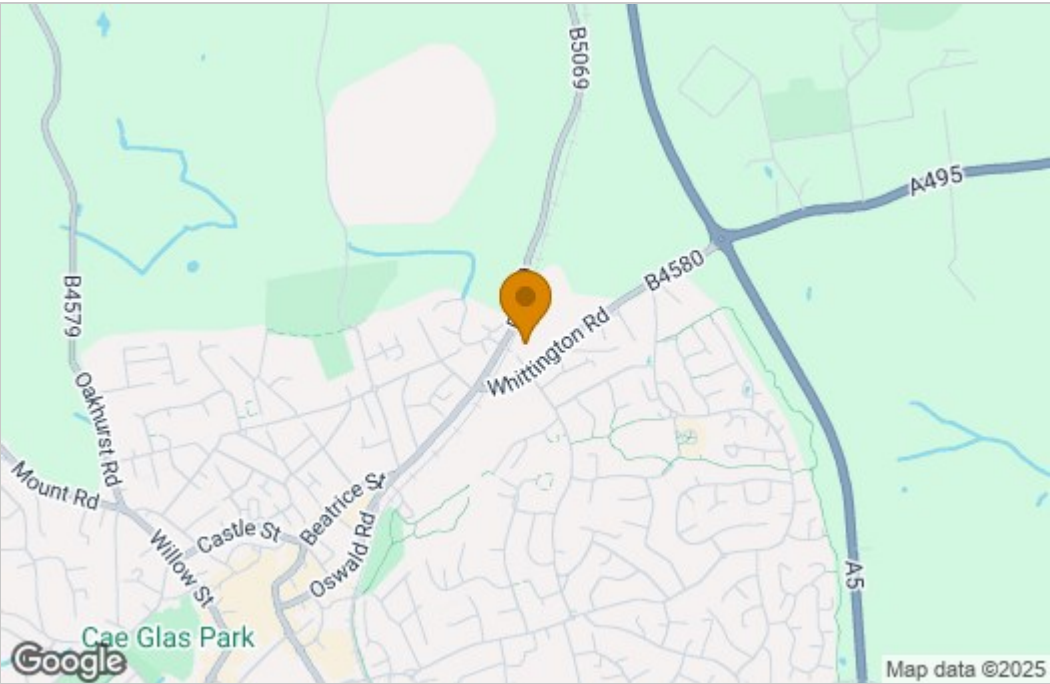 B5069
A495
B4580
B4579
Whittington Rd
Oakhurst Rd
Mount Rd
Beatrice St
Castle St
Willow St
Oswald Rd
A5
Cae Glas Park
Google
Map data ©2025